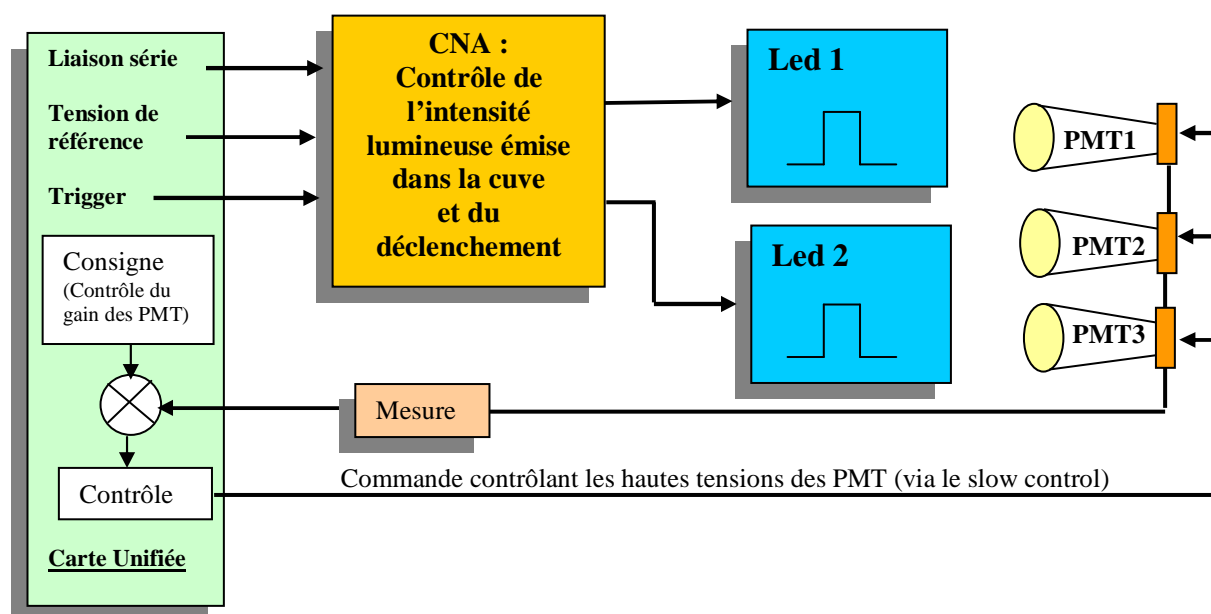 Liaison série
Tension de
référence
Trigger
Consigne
(Contrôle du
gain des PMT)
Contrôle
Carte Unifiée
CNA :
Contrôle de
l'intensité
lumineuse émise
dans la cuve
et du
déclenchement
Led 1
Led 2
PMT1
PMT2
PMT3
Mesure
Commande contrôlant les hautes tensions des PMT (via le slow control)